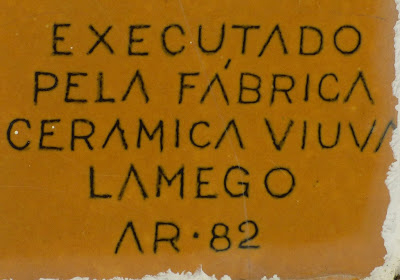 EXECUTADO
PELA FÁBRICA
CERAMICA VIUVA
LAMEGO
AR·82